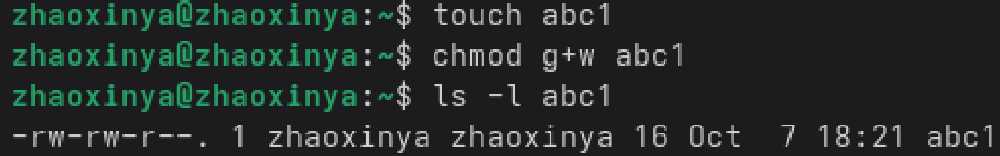 zhaoxinya@zhaoxinya:~$ touch abc1
zhaoxinya@zhaoxinya:~$ chmod g+w abc1
zhaoxinya@zhaoxinya:~$ ls -l abc1
-rw-rw-r--. 1 zhaoxinya zhaoxinya 16 Oct  7 18:21 abc1